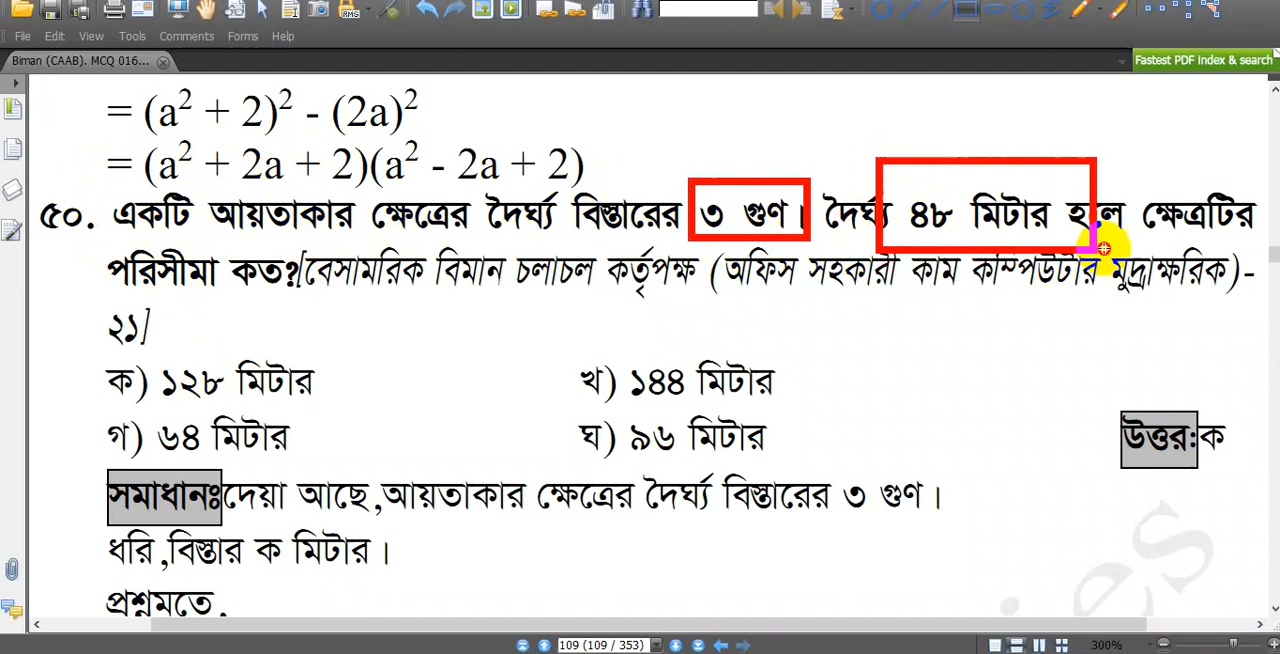 RMS
File Edit View Tools Comments Forms Help
Biman (CAAB). MCQ 016...
Fastest PDF index & search
= (a² + 2)² - (2a)²
= (a² + 2a + 2)(a² - 2a + 2)
৫০. একটি আয়তাকার ক্ষেত্রের দৈর্ঘ্য বিস্তারের ৩ গুণ। দৈর্ঘ্য ৪৮ মিটার হলে ক্ষেত্রটির
পরিসীমা কত?[বেসামরিক বিমান চলাচল কর্তৃপক্ষ (অফিস সহকারী কাম কম্পিউটার মুদ্রাক্ষরিক)-
২১]
ক) ১২৮ মিটার খ) ১৪৪ মিটার
গ) ৬৪ মিটার ঘ) ৯৬ মিটার উত্তর:ক
সমাধানঃদেয়া আছে,আয়তাকার ক্ষেত্রের দৈর্ঘ্য বিস্তারের ৩ গুণ।
ধরি,বিস্তার ক মিটার।
প্রশ্নমতে,
109 (109 / 353) 300%